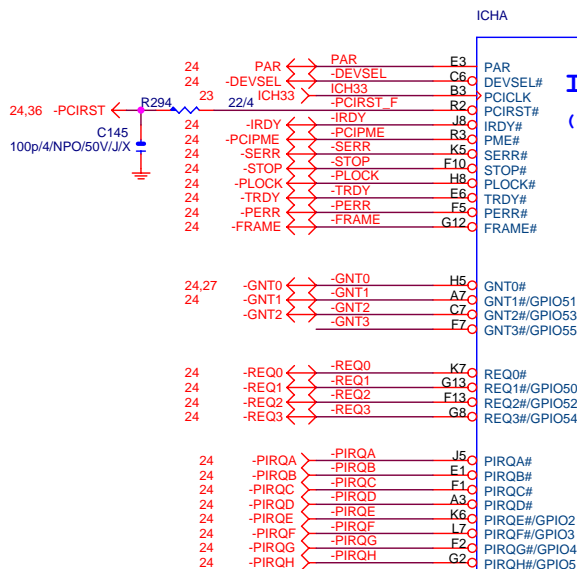 ICHA
24 PAR PAR E3 PAR
24 -DEVSEL -DEVSEL C6 DEVSEL#
23 ICH33 ICH33 B3 PCICLK
24,36 -PCIRST R294 22/4 -PCIRST_F R2 PCIRST#
24 -IRDY -IRDY J8 IRDY#
24 -PCIPME -PCIPME R3 PME#
C145
100p/4/NPO/50V/J/X
24 -SERR -SERR K5 SERR#
24 -STOP -STOP F10 STOP#
24 -PLOCK -PLOCK H8 PLOCK#
24 -TRDY -TRDY E6 TRDY#
24 -PERR -PERR F5 PERR#
24 -FRAME -FRAME G12 FRAME#
I
(
24,27 -GNT0 -GNT0 H5 GNT0#
24 -GNT1 -GNT1 A7 GNT1#/GPIO51
-GNT2 -GNT2 C7 GNT2#/GPIO53
-GNT3 F7 GNT3#/GPIO55
24 -REQ0 -REQ0 K7 REQ0#
24 -REQ1 -REQ1 G13 REQ1#/GPIO50
24 -REQ2 -REQ2 F13 REQ2#/GPIO52
24 -REQ3 -REQ3 G8 REQ3#/GPIO54
24 -PIRQA -PIRQA J5 PIRQA#
24 -PIRQB -PIRQB E1 PIRQB#
24 -PIRQC -PIRQC F1 PIRQC#
24 -PIRQD -PIRQD A3 PIRQD#
24 -PIRQE -PIRQE K6 PIRQE#/GPIO2
24 -PIRQF -PIRQF L7 PIRQF#/GPIO3
24 -PIRQG -PIRQG F2 PIRQG#/GPIO4
24 -PIRQH -PIRQH G2 PIRQH#/GPIO5